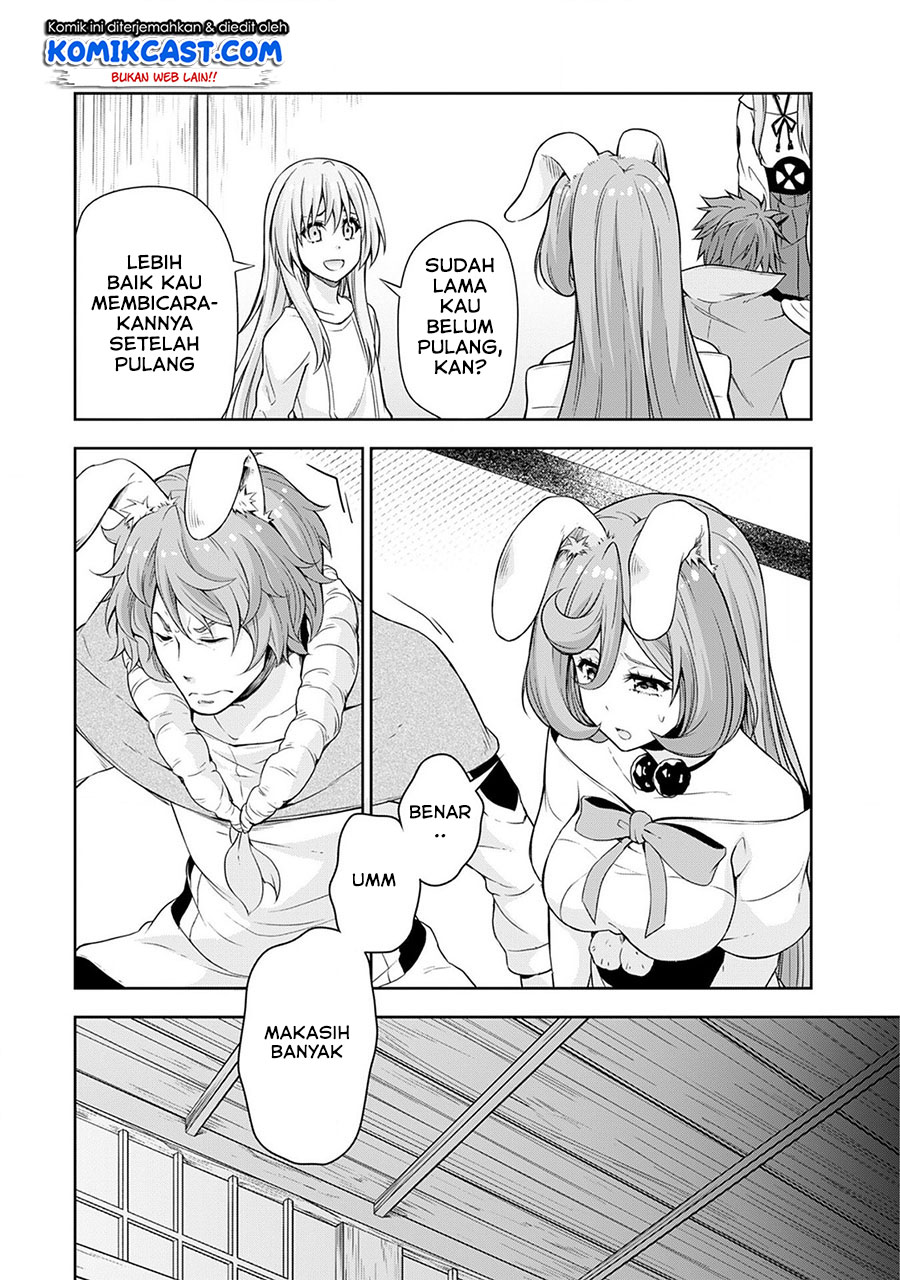 Komik ini diterjemahkan & diedit oleh
KOMIKCAST.COM
BUKAN WEB LAIN!!
SUDAH
LAMA
KAU
BELUM
PULANG,
KAN?
LEBIH
BAIK KAU
MEMBICARA-
KANNYA
SETELAH
PULANG
BENAR
..
UMM
MAKASIH
BANYAK